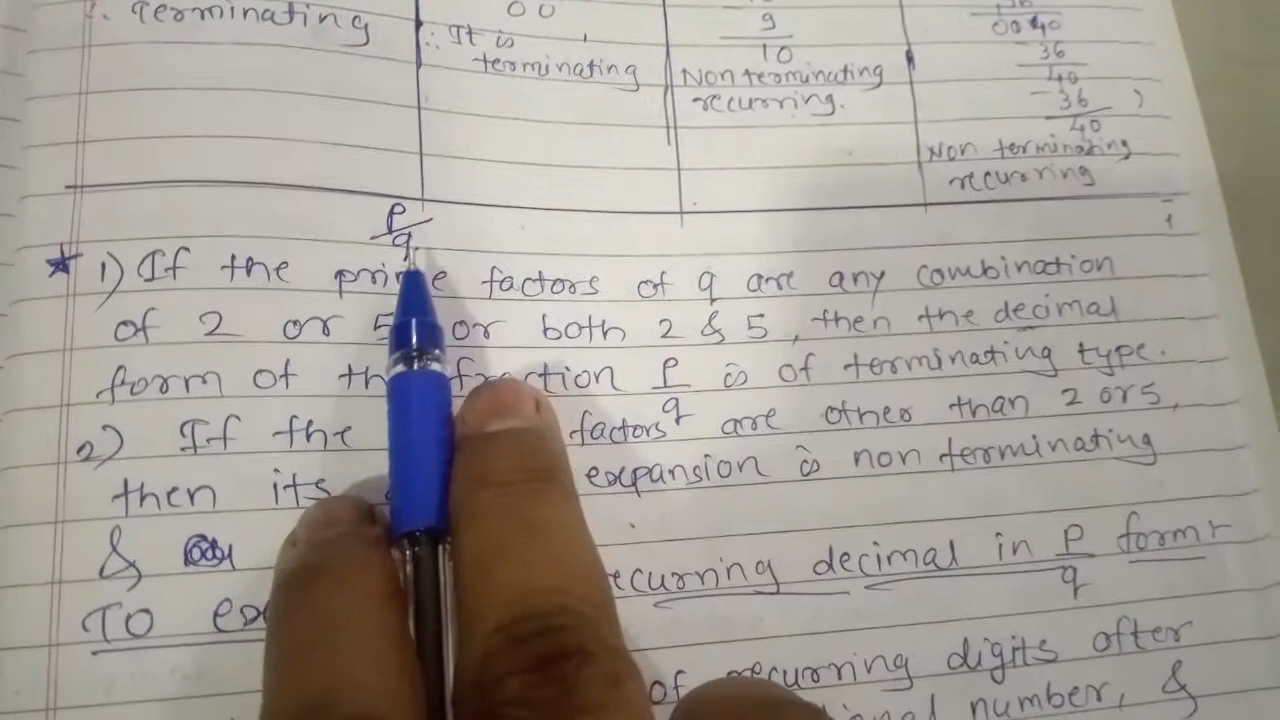 Terminating
00
∴ It is
terminating
9
10
Non terminating
recurring.
0040
36
40
-36
40
Non terminating
recurring
p/q
1) If the prime factors of q are any combination
of 2 or 5 or both 2 & 5, then the decimal
form of the fraction p/q is of terminating type.
2) If the factors are other than 2 or 5,
then its expansion is non terminating
&
To recurring decimal in p/q form
of recurring digits after
number, &